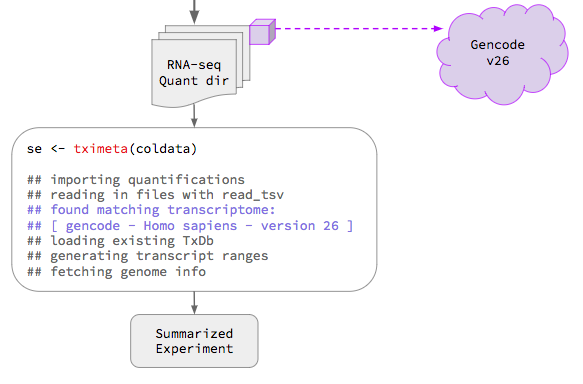 Gencode
v26
RNA-seq
Quant dir
se <- tximeta(coldata)
## importing quantifications
## reading in files with read_tsv
## found matching transcriptome:
## [ gencode - Homo sapiens - version 26 ]
## loading existing TxDb
## generating transcript ranges
## fetching genome info
Summarized
Experiment